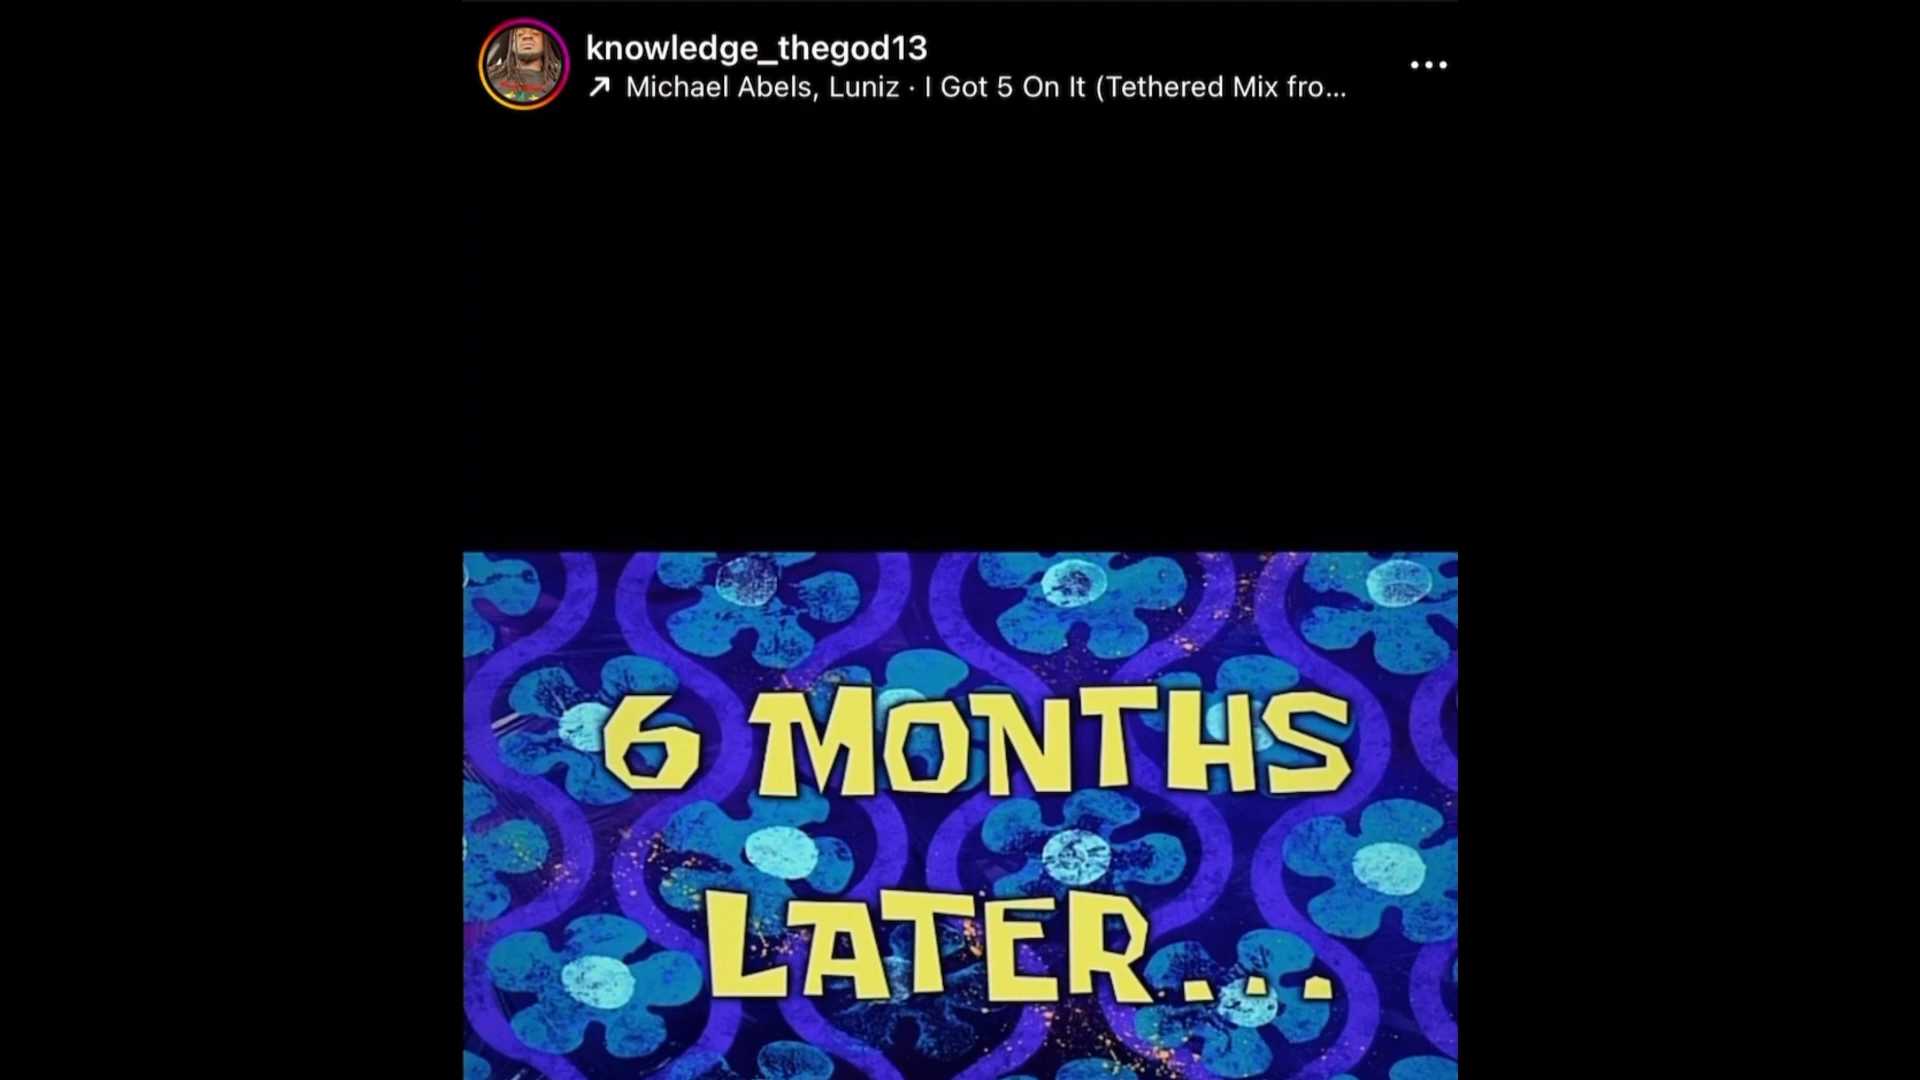 knowledge_thegod13
Michael Abels, Luniz · I Got 5 On It (Tethered Mix fro...
6 MONTHS
LATER...